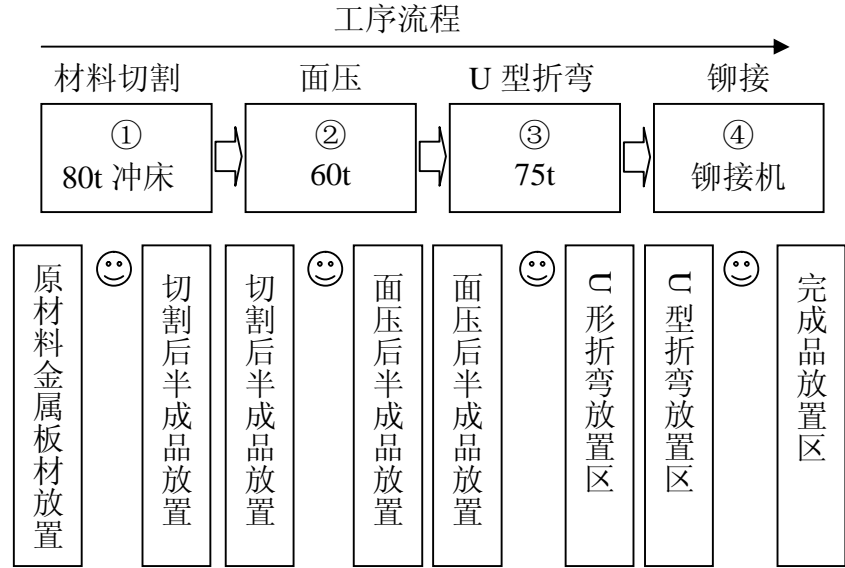 工序流程
材料切割
面压
U 型折弯
铆接
①
80t 冲床
②
60t
③
75t
④
铆接机
原材料金属板材放置
切割后半成品放置
切割后半成品放置
面压后半成品放置
面压后半成品放置
U形折弯放置区
U型折弯放置区
完成品放置区